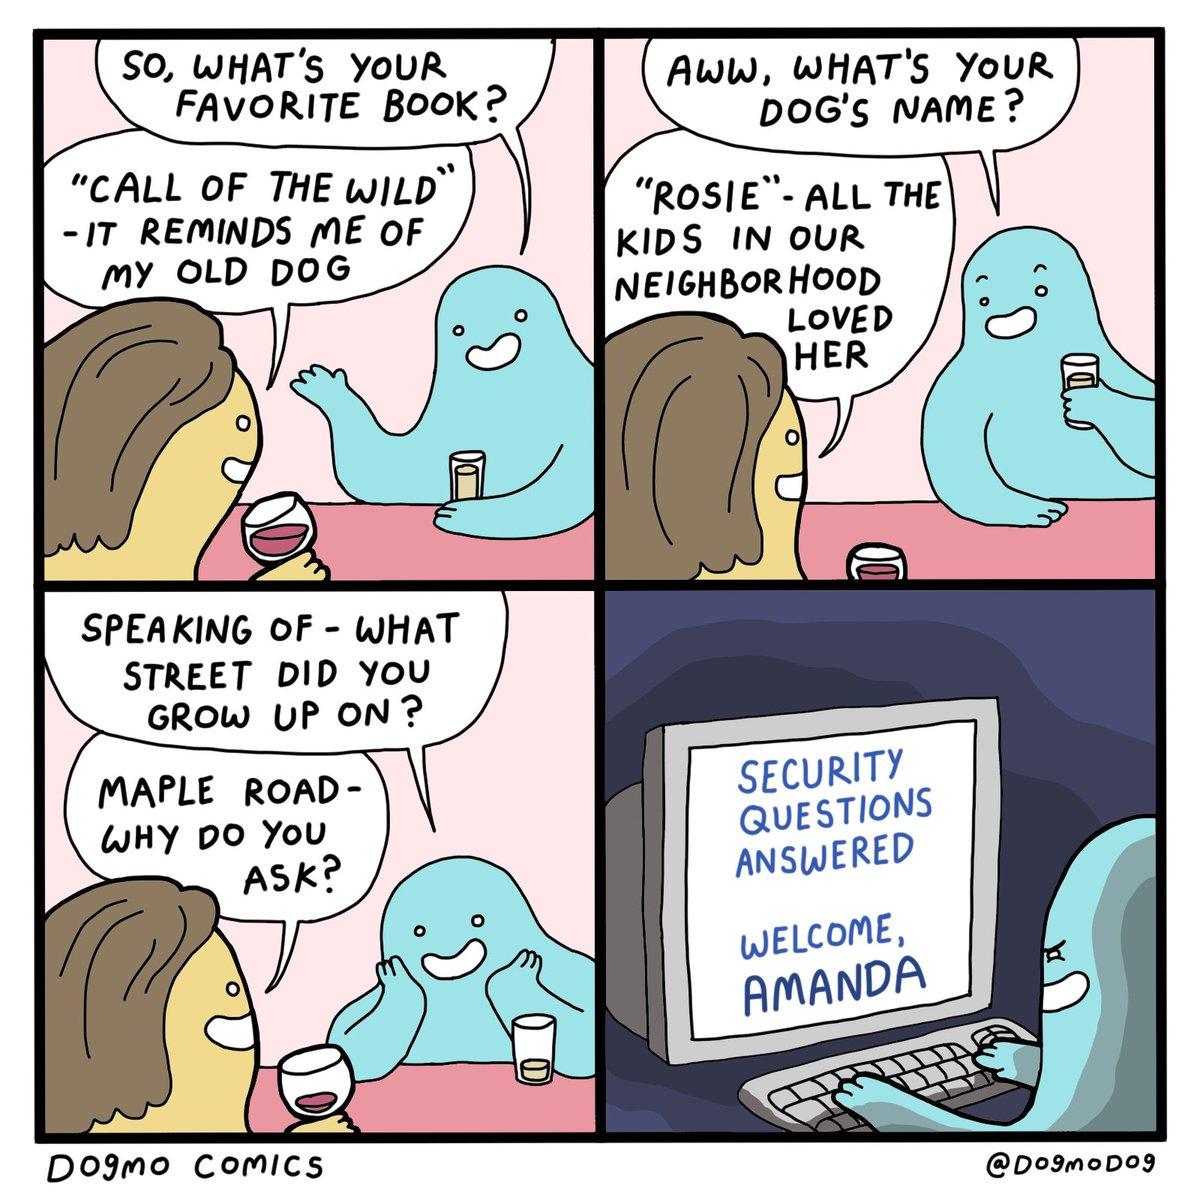 SO, WHAT'S YOUR
FAVORITE BOOK?
"CALL OF THE WILD"
-IT REMINDS ME OF
MY OLD DOG
AWW, WHAT'S YOUR
DOG'S NAME?
"ROSIE"-ALL THE
KIDS IN OUR
NEIGHBORHOOD
LOVED
HER
SPEAKING OF-WHAT
STREET DID YOU
GROW UP ON?
MAPLE ROAD-
WHY DO YOU
ASK?
SECURITY
QUESTIONS
ANSWERED
WELCOME,
AMANDA
DOgmO COMICS
@DOgmODOg